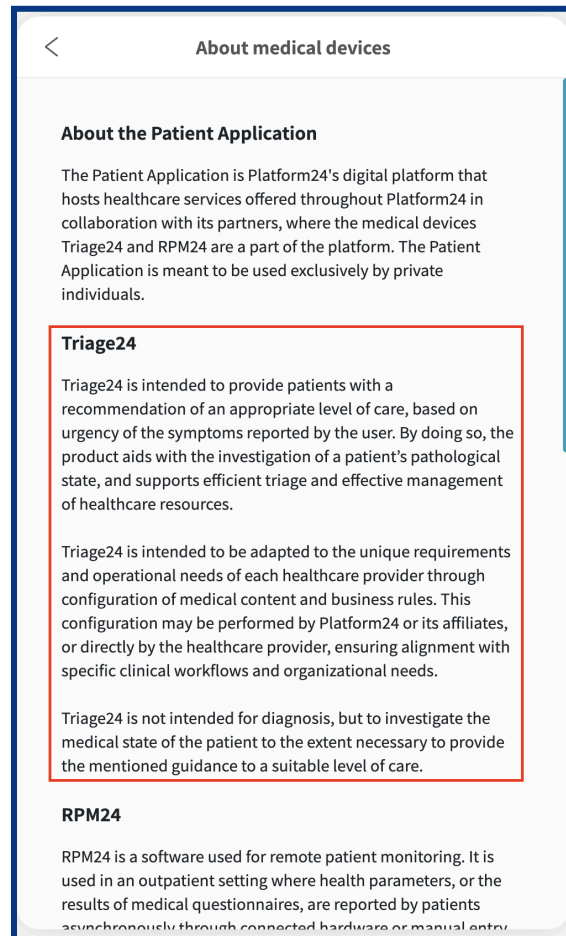 About medical devices
About the Patient Application
The Patient Application is Platform24's digital platform that
hosts healthcare services offered throughout Platform24 in
collaboration with its partners, where the medical devices
Triage24 and RPM24 are a part of the platform. The Patient
Application is meant to be used exclusively by private
individuals.
Triage24
Triage24 is intended to provide patients with a
recommendation of an appropriate level of care, based on
urgency of the symptoms reported by the user. By doing so, the
product aids with the investigation of a patient’s pathological
state, and supports efficient triage and effective management
of healthcare resources.
Triage24 is intended to be adapted to the unique requirements
and operational needs of each healthcare provider through
configuration of medical content and business rules. This
configuration may be performed by Platform24 or its affiliates,
or directly by the healthcare provider, ensuring alignment with
specific clinical workflows and organizational needs.
Triage24 is not intended for diagnosis, but to investigate the
medical state of the patient to the extent necessary to provide
the mentioned guidance to a suitable level of care.
RPM24
RPM24 is a software used for remote patient monitoring. It is
used in an outpatient setting where health parameters, or the
results of medical questionnaires, are reported by patients
asynchronously through connected hardware or manual entry